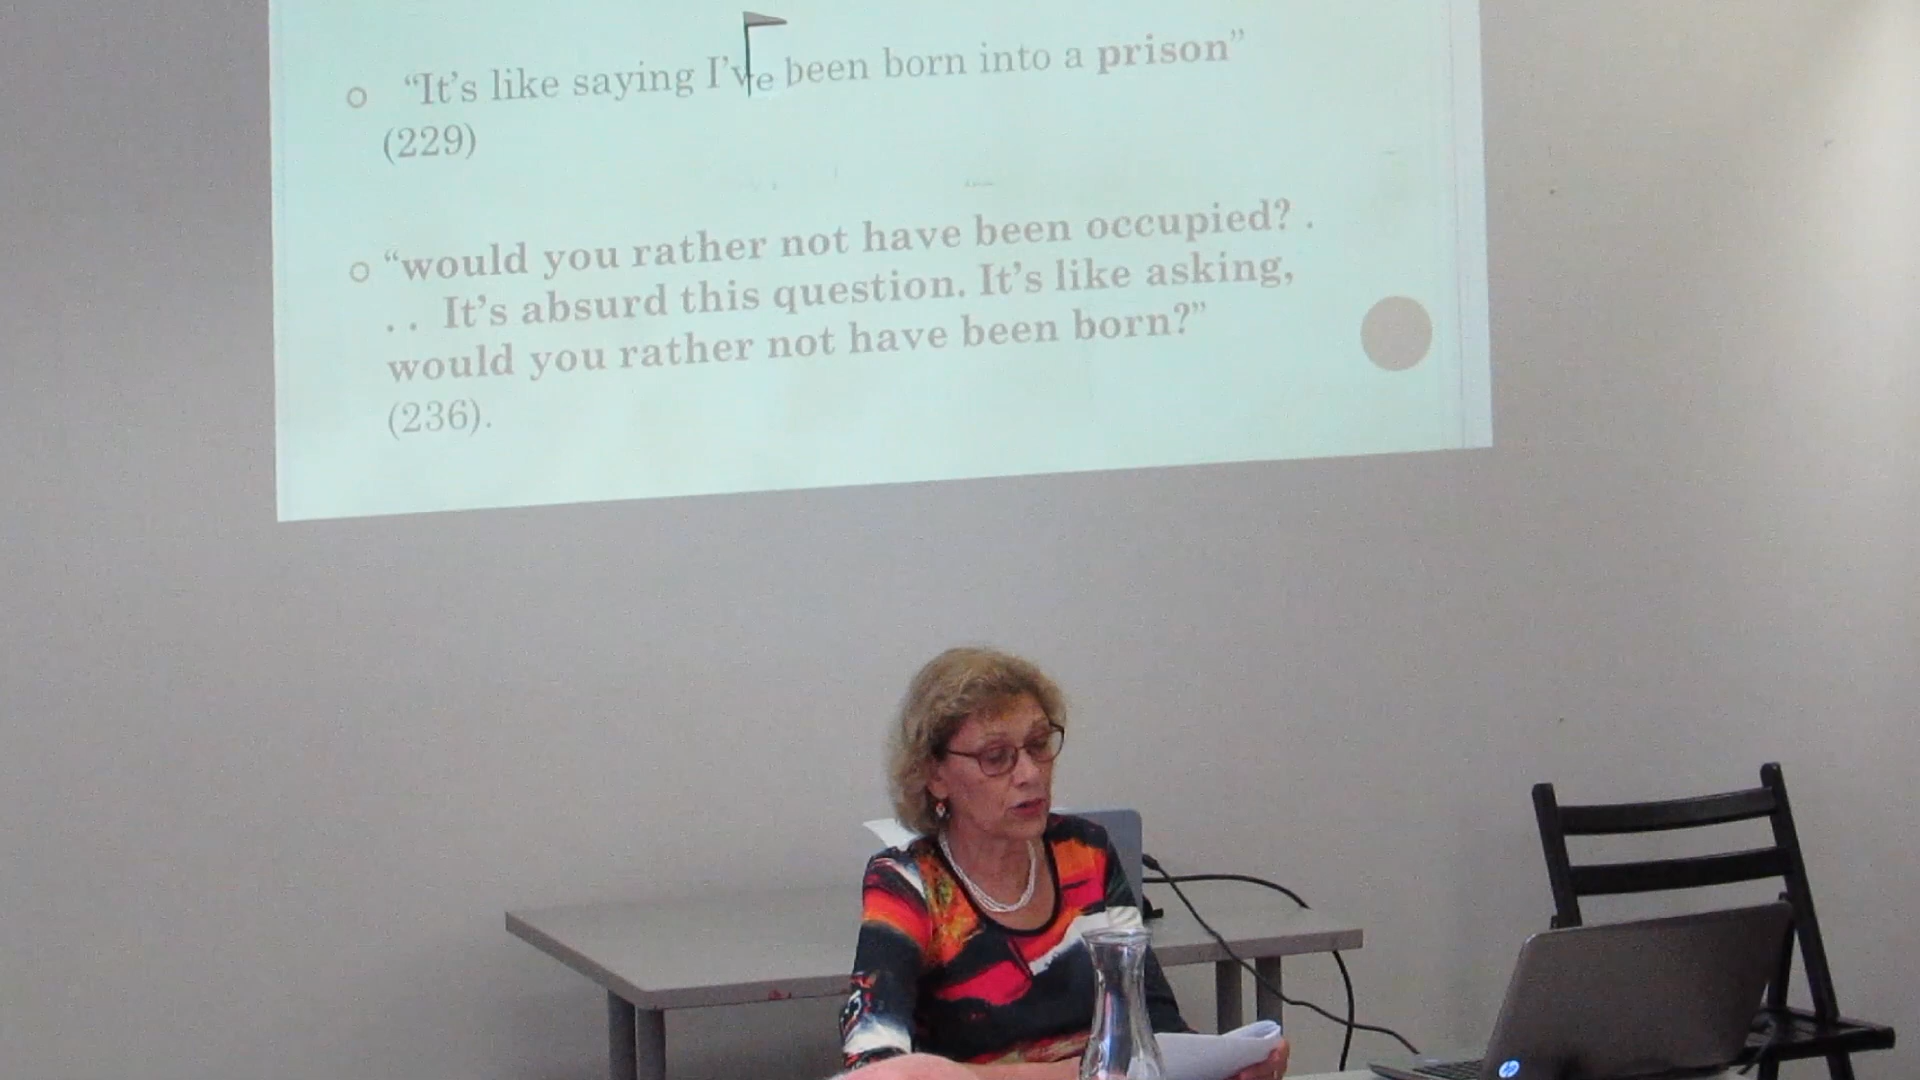 “It’s like saying I’ve been born into a prison”
(229)
“would you rather not have been occupied? .
. . It’s absurd this question. It’s like asking,
would you rather not have been born?”
(236).
hp